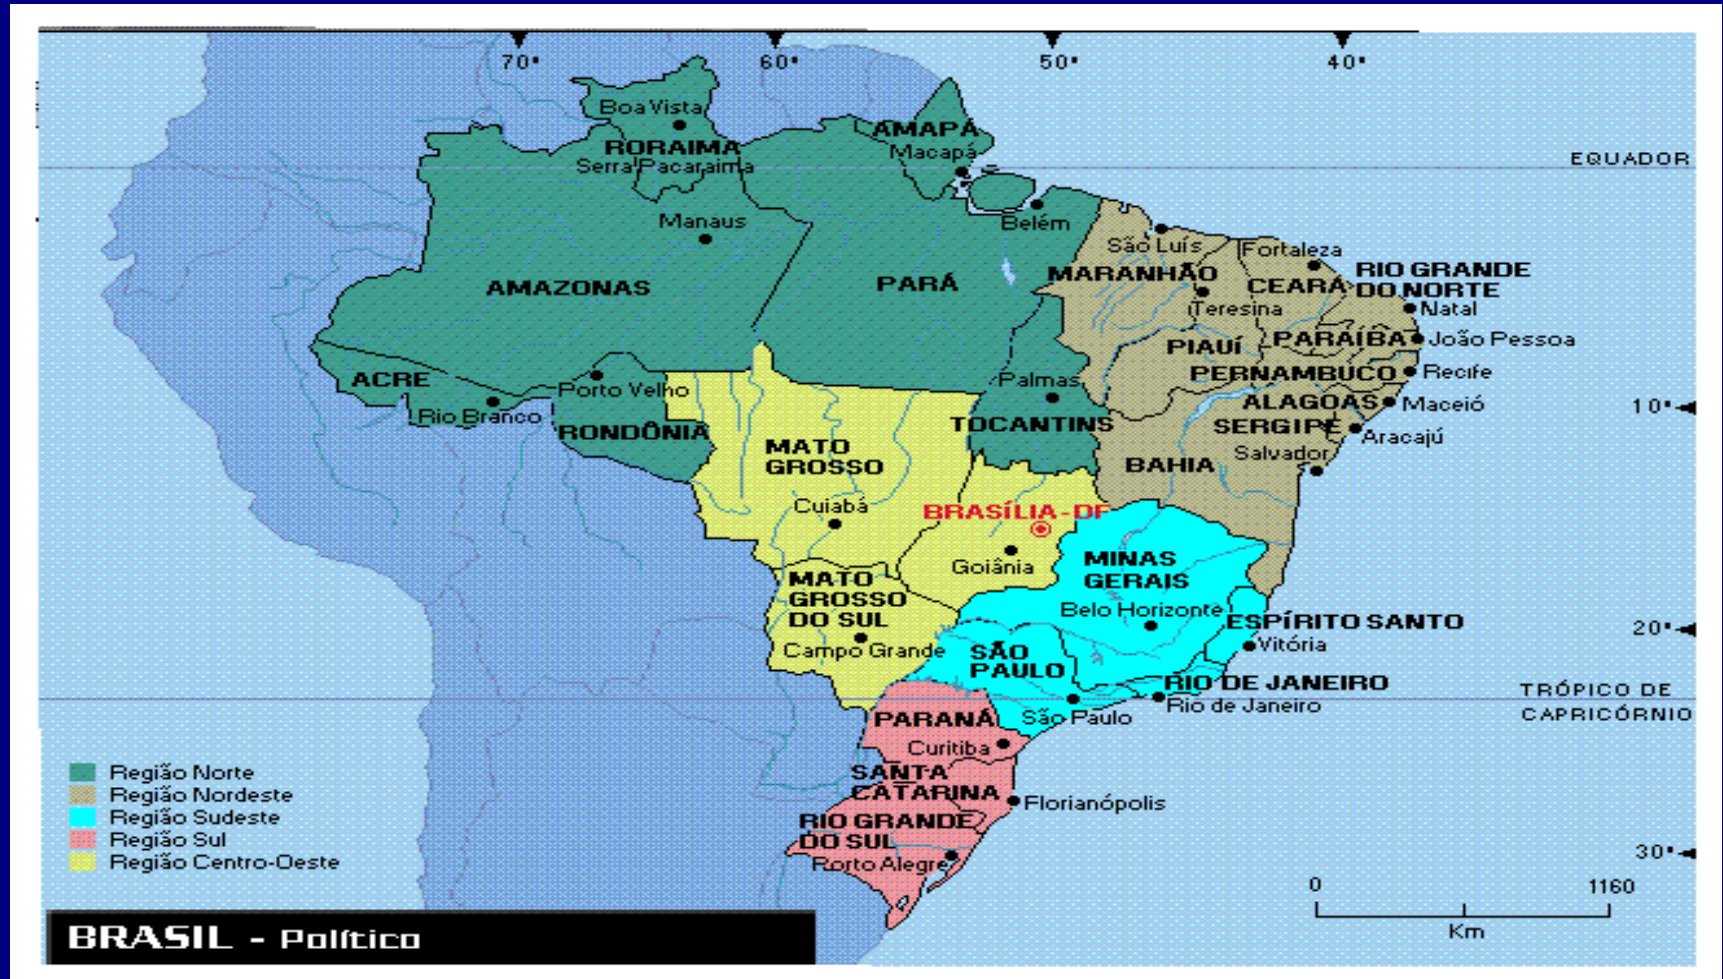 70°
60°
50°
40°
Boa Vista
RORAIMA
Serra Pacaraima
AMAPÁ
Macapá
EQUADOR
Manaus
Belém
São Luís
Fortaleza
AMAZONAS
PARÁ
MARANHÃO
CEARÁ
RIO GRANDE
DO NORTE
Teresina
Natal
PIAUÍ
PARAÍBA
João Pessoa
ACRE
Porto Velho
Palmas
PERNAMBUCO
Recife
Rio Branco
ALAGOAS
Maceió
10°
RONDÔNIA
TOCANTINS
SERGIPE
Aracajú
MATO
GROSSO
BAHIA
Salvador
Cuiabá
BRASÍLIA-DF
Goiânia
MINAS
GERAIS
MATO
GROSSO
DO SUL
Belo Horizonte
ESPÍRITO SANTO
20°
Campo Grande
SÃO
PAULO
Vitória
RIO DE JANEIRO
Rio de Janeiro
TRÓPICO DE
CAPRICÓRNIO
PARANÁ
São Paulo
Curitiba
SANTA
CATARINA
Florianópolis
RIO GRANDE
DO SUL
Porto Alegre
30°
Região Norte
Região Nordeste
Região Sudeste
Região Sul
Região Centro-Oeste
0 1160
Km
BRASIL - Político